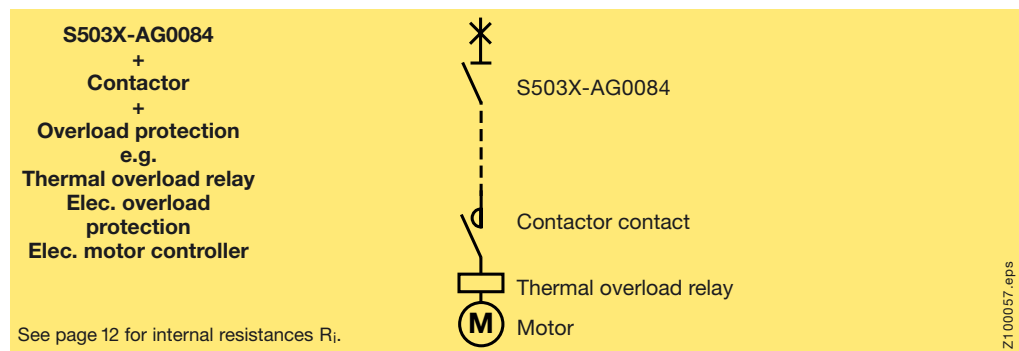 S503X-AG0084
+
Contactor
+
Overload protection
e.g.
Thermal overload relay
Elec. overload
protection
Elec. motor controller
See page 12 for internal resistances Ri.
S503X-AG0084
Contactor contact
Thermal overload relay
M Motor
Z100057.eps